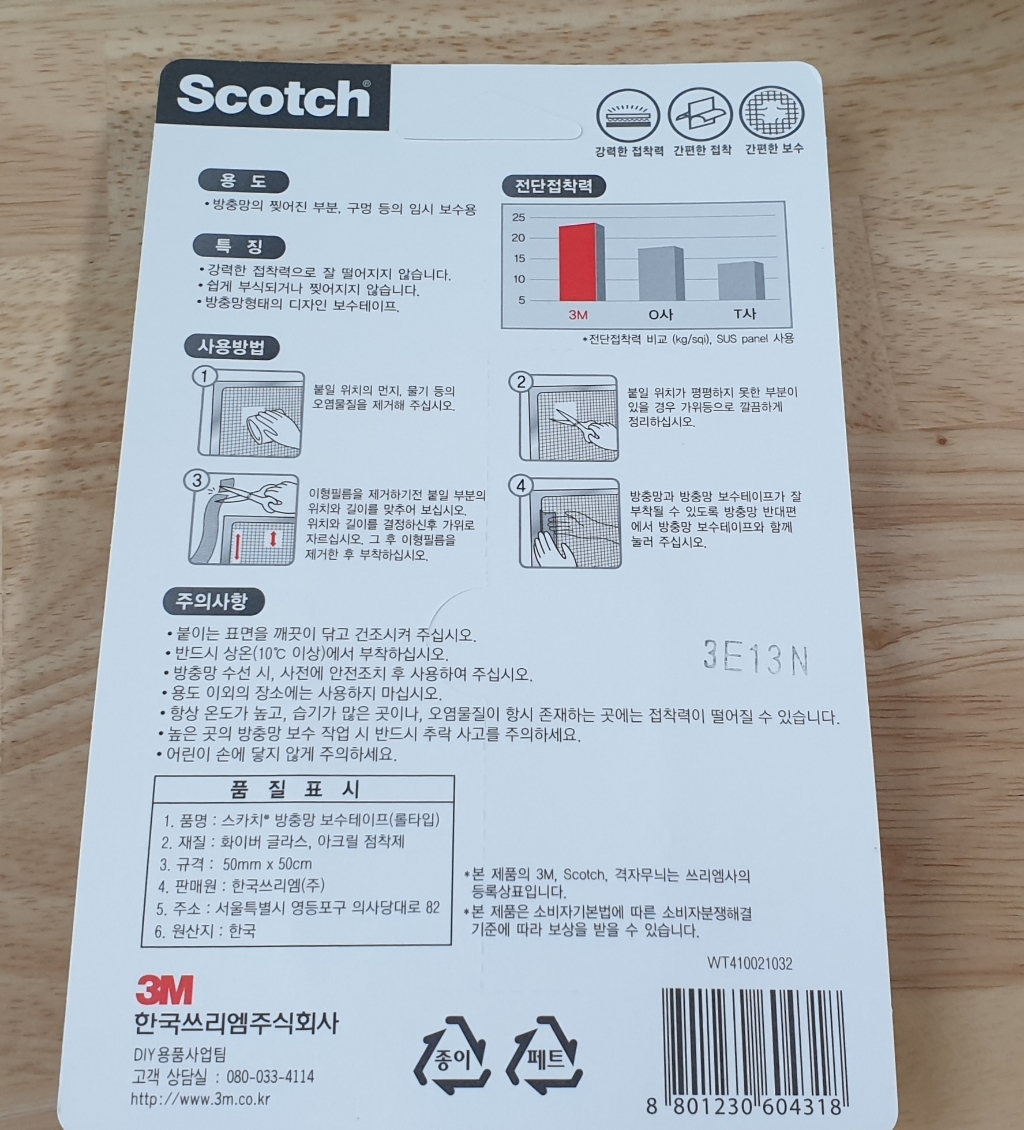 Scotch®
강력한 접착력 간편한 접착 간편한 보수
용 도
•방충망의 찢어진 부분, 구멍 등의 임시 보수용
특 징
•강력한 접착력으로 잘 떨어지지 않습니다.
•쉽게 부식되거나 찢어지지 않습니다.
•방충망형태의 디자인 보수테이프.
전단접착력
25
20
15
10
5
3M O사 T사
*전단접착력 비교 (kg/sqi), SUS panel 사용
사용방법
1
붙일 위치의 먼지, 물기 등의
오염물질을 제거해 주십시오.
2
붙일 위치가 평평하지 못한 부분이
있을 경우 가위등으로 깔끔하게
정리하십시오.
3
이형필름을 제거하기전 붙일 부분의
위치와 길이를 맞추어 보십시오.
위치와 길이를 결정하신후 가위로
자르십시오. 그 후 이형필름을
제거한 후 부착하십시오.
4
방충망과 방충망 보수테이프가 잘
부착될 수 있도록 방충망 반대편
에서 방충망 보수테이프와 함께
눌러 주십시오.
주의사항
•붙이는 표면을 깨끗이 닦고 건조시켜 주십시오.
•반드시 상온(10℃ 이상)에서 부착하십시오.
•방충망 수선 시, 사전에 안전조치 후 사용하여 주십시오.
•용도 이외의 장소에는 사용하지 마십시오.
•항상 온도가 높고, 습기가 많은 곳이나, 오염물질이 항시 존재하는 곳에는 접착력이 떨어질 수 있습니다.
•높은 곳의 방충망 보수 작업 시 반드시 추락 사고를 주의하세요.
•어린이 손에 닿지 않게 주의하세요.
3E13N
품 질 표 시
1. 품명 : 스카치® 방충망 보수테이프(롤타입)
2. 재질 : 화이버 글라스, 아크릴 점착제
3. 규격 : 50mm x 50cm
4. 판매원 : 한국쓰리엠(주)
5. 주소 : 서울특별시 영등포구 의사당대로 82
6. 원산지 : 한국
*본 제품의 3M, Scotch, 격자무늬는 쓰리엠사의
등록상표입니다.
*본 제품은 소비자기본법에 따른 소비자분쟁해결
기준에 따라 보상을 받을 수 있습니다.
WT410021032
3M
한국쓰리엠주식회사
DIY용품사업팀
고객 상담실 : 080-033-4114
http://www.3m.co.kr
종이 페트
8 801230 604318